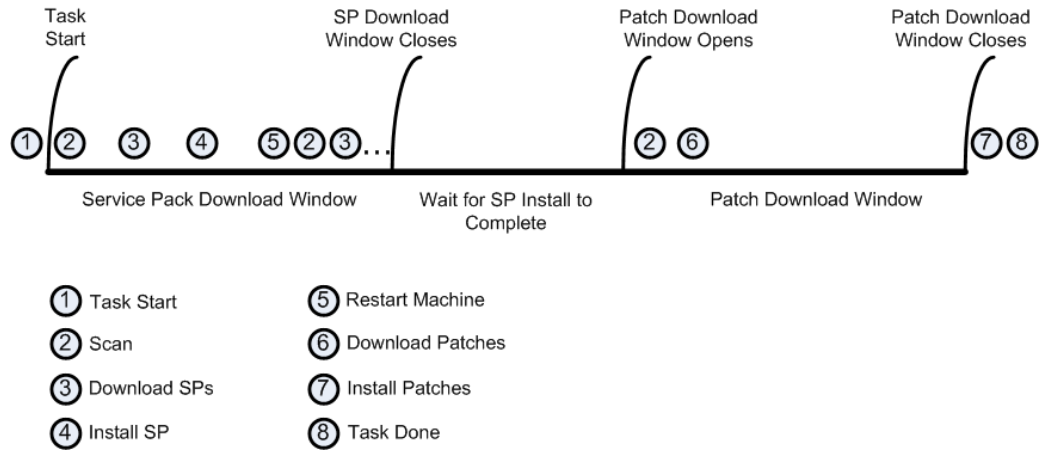 Task
Start
SP Download
Window Closes
Patch Download
Window Opens
Patch Download
Window Closes
1 2 3 4 5 2 3 ... 2 6 7 8
Service Pack Download Window
Wait for SP Install to
Complete
Patch Download Window
1 Task Start
2 Scan
3 Download SPs
4 Install SP
5 Restart Machine
6 Download Patches
7 Install Patches
8 Task Done